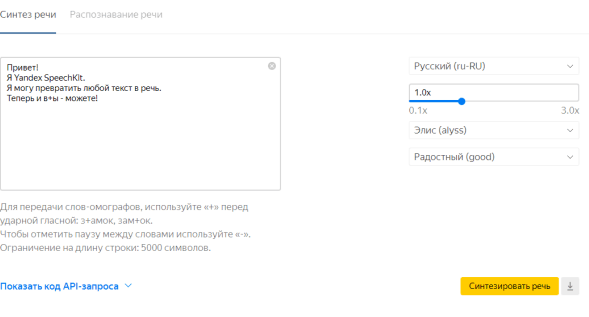 Синтез речи
Распознавание речи
Привет!
Я Yandex SpeechKit.
Я могу превратить любой текст в речь.
Теперь и в+ы - можете!
Русский (ru-RU)
1.0x
0.1x
3.0x
Элис (alyss)
Радостный (good)
Для передачи слов-омографов, используйте «+» перед
ударной гласной: з+амок, зам+ок.
Чтобы отметить паузу между словами используйте «-».
Ограничение на длину строки: 5000 символов.
Показать код API-запроса
Синтезировать речь